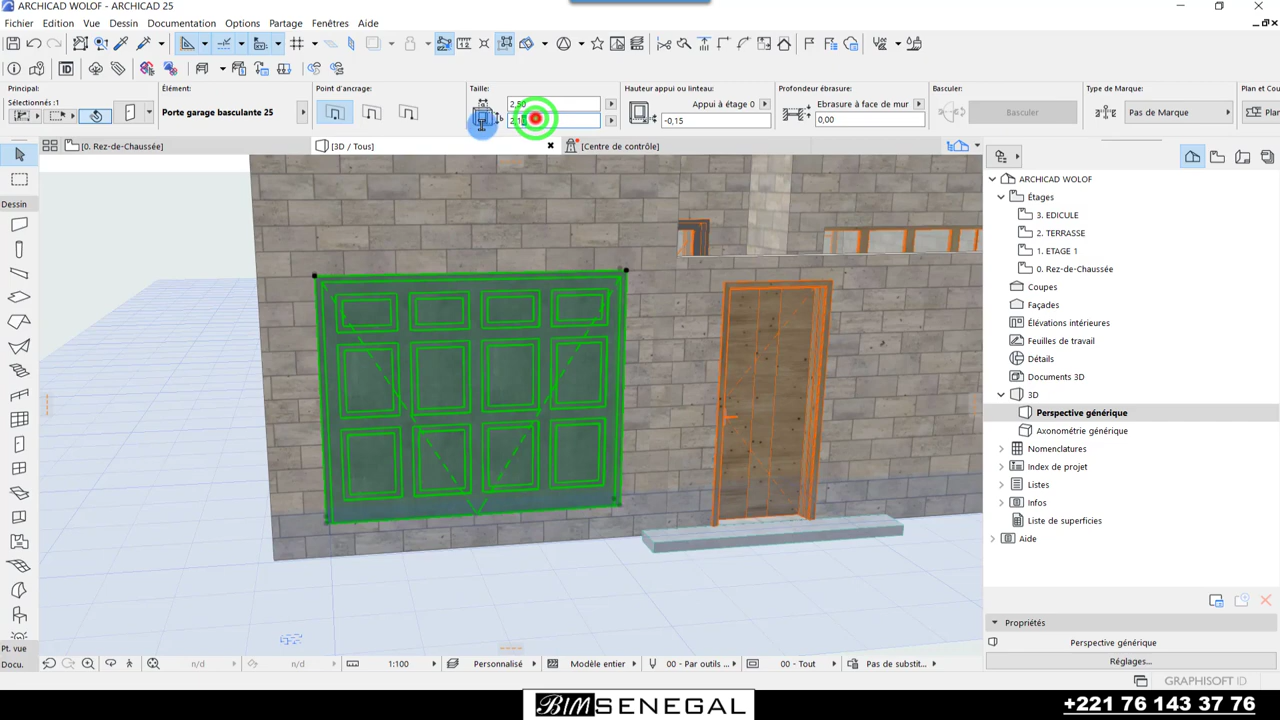 ARCHICAD WOLOF - ARCHICAD 25
Fichier Edition Vue Dessin Documentation Options Partage Fenêtres Aide
Principal:
Sélectionnés :1
Élément:
Porte garage basculante 25
Point d'ancrage:
Taille:
2,50
Hauteur appui ou linteau:
Appui à étage 0
-0,15
Ebrasure à face de mur
0,00
Basculer:
Basculer
Type de Marque:
Pas de Marque
Plan et Cou
Plan
[0. Rez-de-Chaussée]
[3D / Tous]
[Centre de contrôle]
Dessin
Pt. vue
Docu.
ARCHICAD WOLOF
Étages
3. EDICULE
2. TERRASSE
1. ETAGE 1
0. Rez-de-Chaussée
Coupes
Façades
Élévations intérieures
Feuilles de travail
Détails
Documents 3D
3D
Perspective générique
Axonométrie générique
Nomenclatures
Index de projet
Listes
Infos
Liste de superficies
Aide
Propriétés
Perspective générique
Réglages...
n/d
n/d
1:100
Personnalisé
Modèle entier
00 - Par outils ...
00 - Tout
Pas de substit...
GRAPHISOFT ID
BIMSENEGAL
+221 76 143 37 76